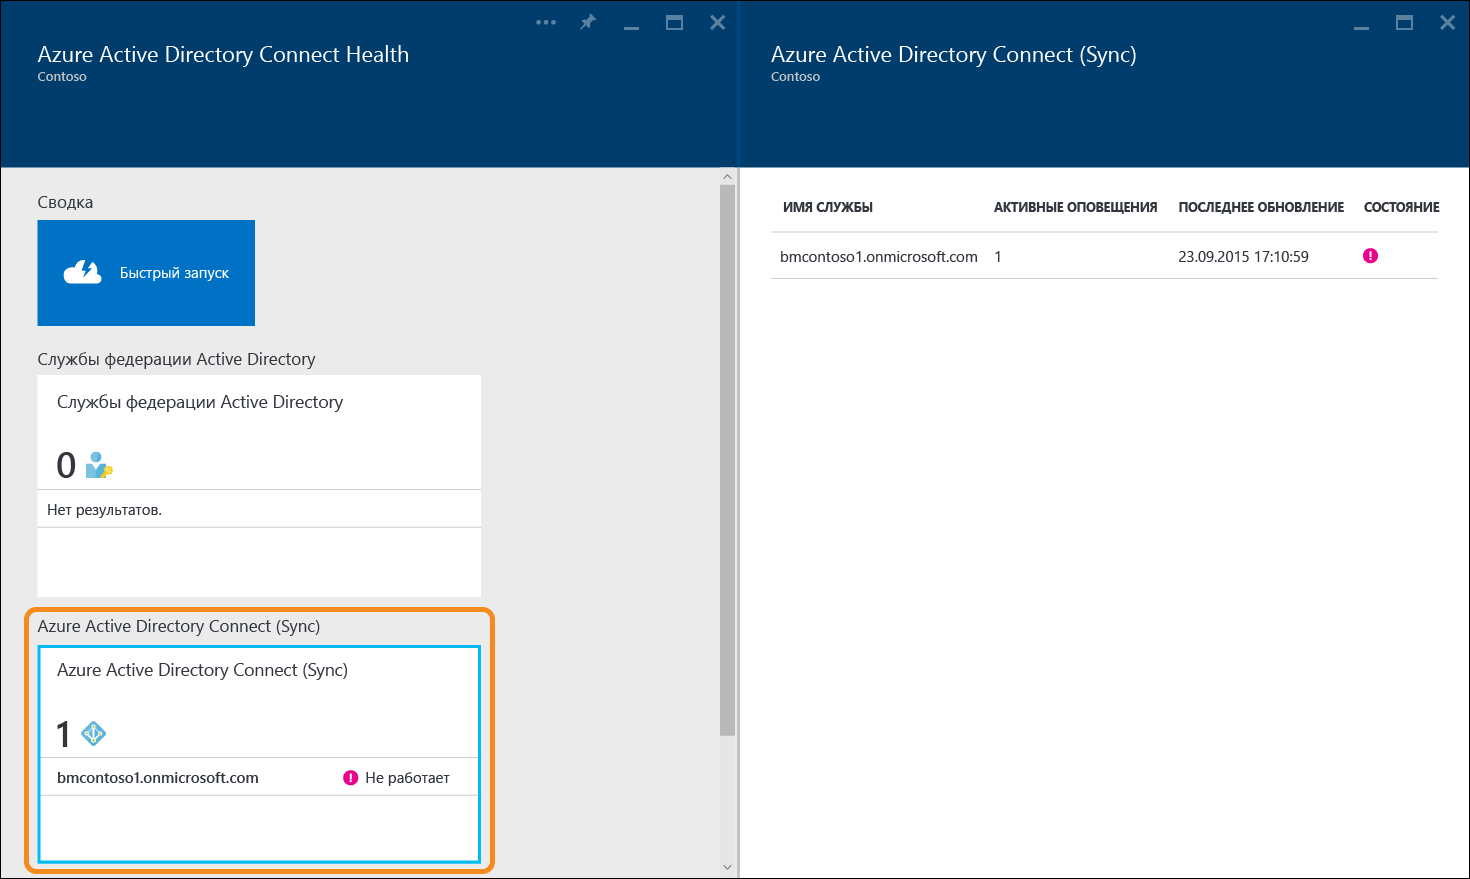 Azure Active Directory Connect Health
Contoso
Сводка
Быстрый запуск
Службы федерации Active Directory
Службы федерации Active Directory
0
Нет результатов.
Azure Active Directory Connect (Sync)
Azure Active Directory Connect (Sync)
1
bmcontoso1.onmicrosoft.com ! Не работает
Azure Active Directory Connect (Sync)
Contoso
ИМЯ СЛУЖБЫ АКТИВНЫЕ ОПОВЕЩЕНИЯ ПОСЛЕДНЕЕ ОБНОВЛЕНИЕ СОСТОЯНИЕ
bmcontoso1.onmicrosoft.com 1 23.09.2015 17:10:59 !